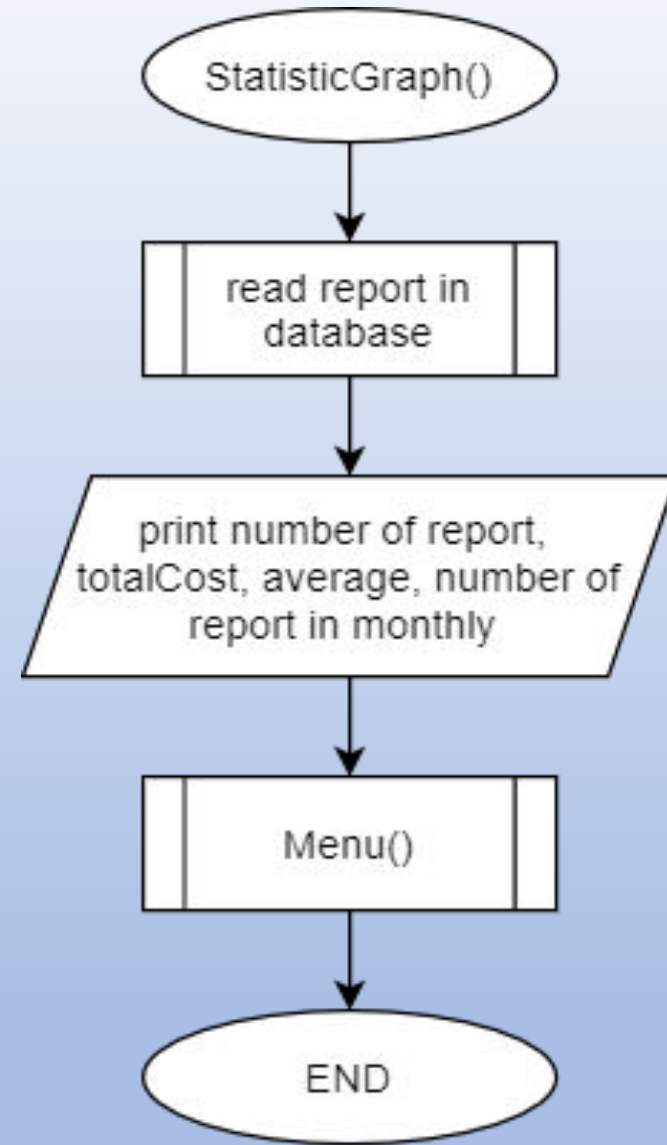 StatisticGraph()
read report in
database
print number of report,
totalCost, average, number of
report in monthly
Menu()
END